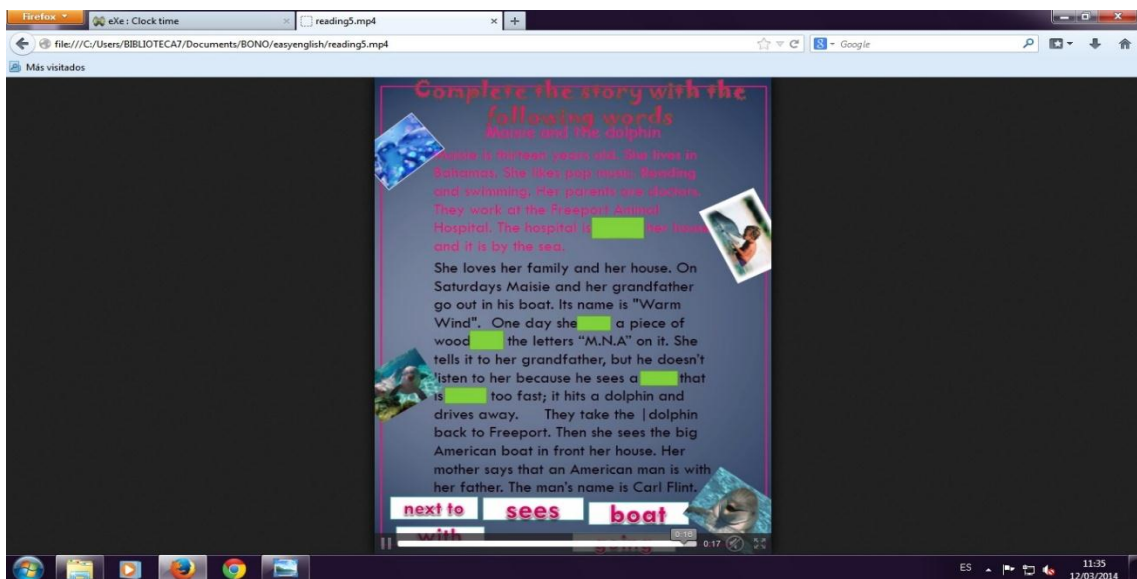 Firefox
eXe : Clock time
reading5.mp4
file:///C:/Users/BIBLIOTECA7/Documents/BONO/easyenglish/reading5.mp4
Google
Más visitados
Complete the story with the
following words
Maisie and The dolphin
Maisie is thirteen years old. She lives in
Bahamas. She likes pop music. Reading
and swimming. Her parents are doctors.
They work at the Freeport Animal
Hospital. The hospital is her house
and it is by the sea.
She loves her family and her house. On
Saturdays Maisie and her grandfather
go out in his boat. Its name is "Warm
Wind". One day she a piece of
wood the letters “M.N.A” on it. She
tells it to her grandfather, but he doesn't
listen to her because he sees a that
is too fast; it hits a dolphin and
drives away. They take the |dolphin
back to Freeport. Then she sees the big
American boat in front her house. Her
mother says that an American man is with
her father. The man's name is Carl Flint.
next to
sees
boat
with
going
0:16
0:17
ES
11:35
12/03/2014